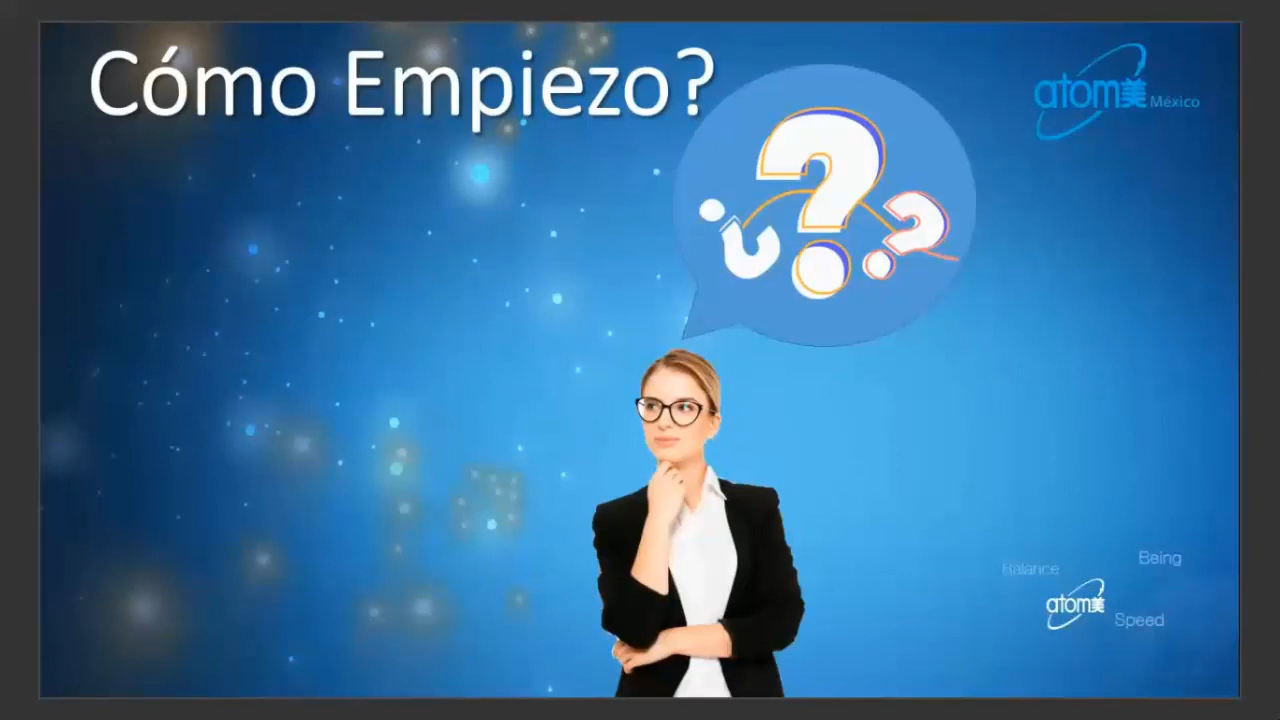 Cómo Empiezo?
atom美 México
? ? ?
Balance
Being
atom美
Speed